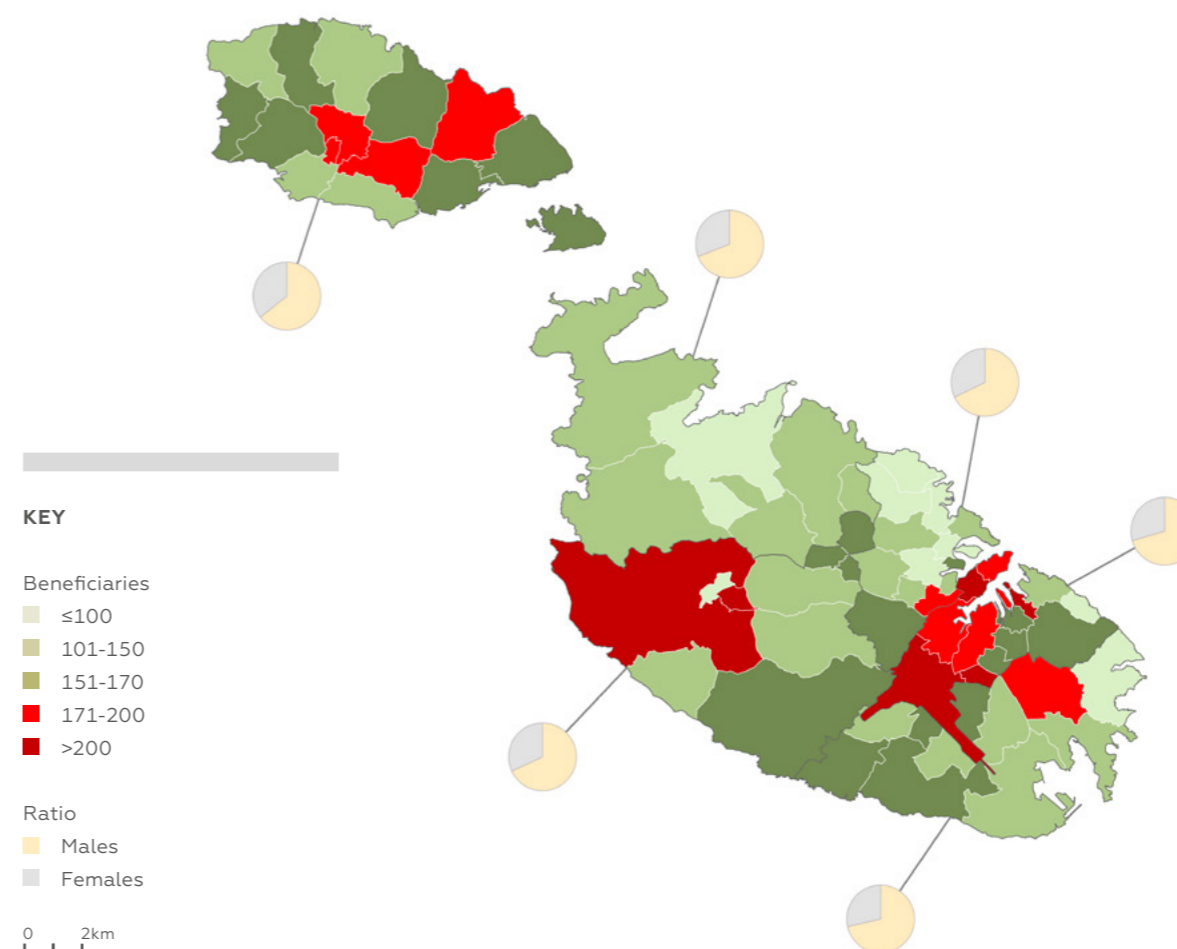 KEY
Beneficiaries
≤100
101-150
151-170
171-200
>200
Ratio
Males
Females
0 2km